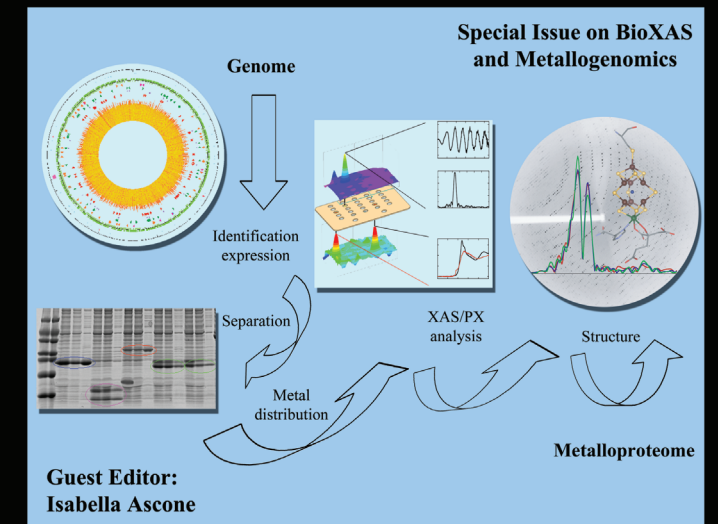 Special Issue on BioXAS
and Metallogenomics
Genome
Identification
expression
Separation
XAS/PX
analysis
Structure
Metal
distribution
Metalloproteome
Guest Editor:
Isabella Ascone